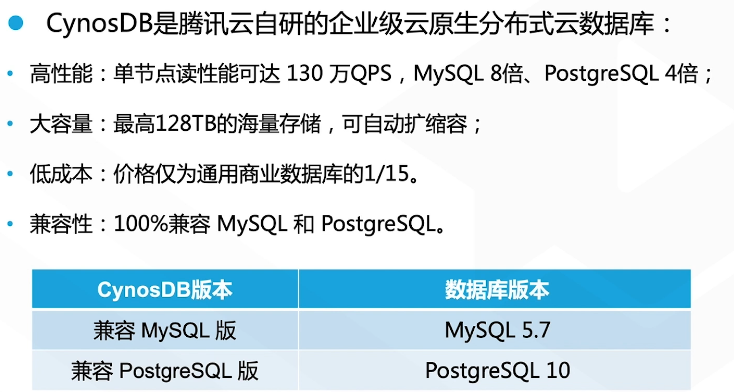 CynosDB是腾讯云自研的企业级云原生分布式云数据库：
高性能：单节点读性能可达 130 万QPS，MySQL 8倍、PostgreSQL 4倍；
大容量：最高128TB的海量存储，可自动扩缩容；
低成本：价格仅为通用商业数据库的1/15。
兼容性：100%兼容 MySQL 和 PostgreSQL。
CynosDB版本 数据库版本
兼容 MySQL 版 MySQL 5.7
兼容 PostgreSQL 版 PostgreSQL 10